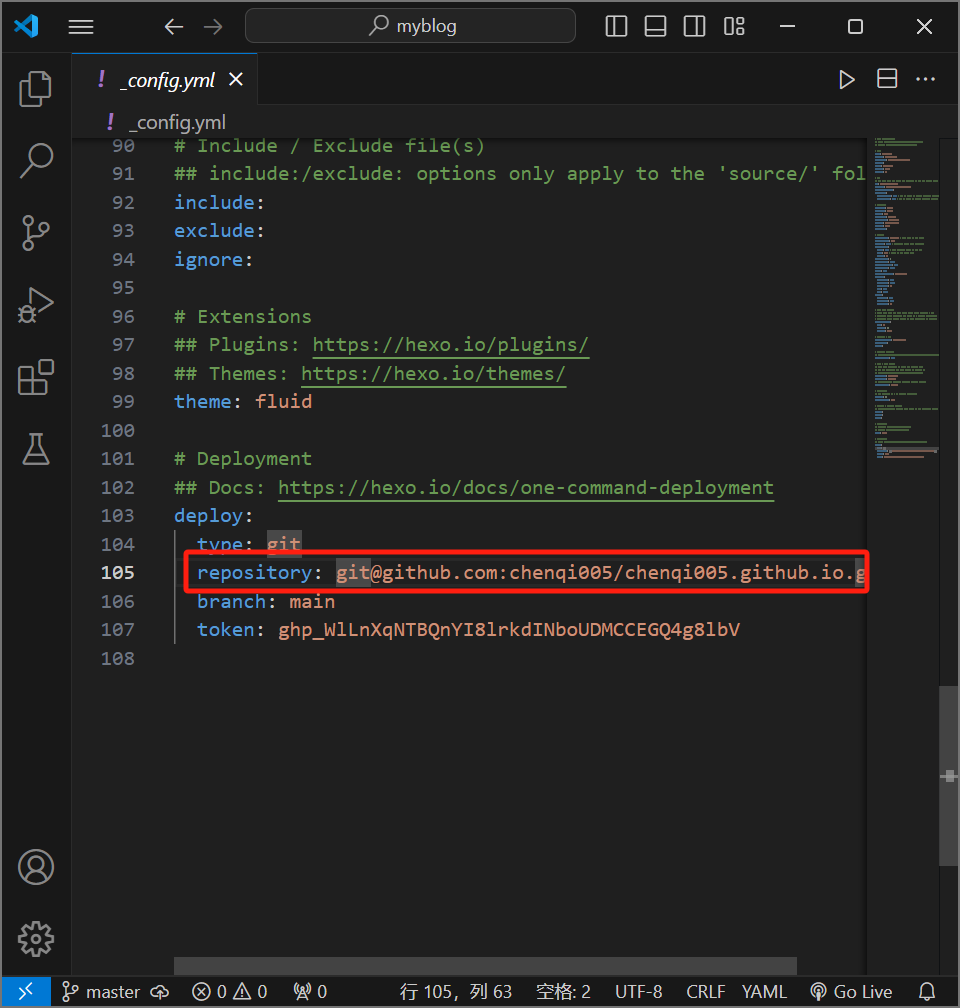 myblog
! _config.yml
! _config.yml
90 # Include / Exclude file(s)
91 ## include:/exclude: options only apply to the 'source/' fol
92 include:
93 exclude:
94 ignore:
95
96 # Extensions
97 ## Plugins: https://hexo.io/plugins/
98 ## Themes: https://hexo.io/themes/
99 theme: fluid
100
101 # Deployment
102 ## Docs: https://hexo.io/docs/one-command-deployment
103 deploy:
104 type: git
105 repository: git@github.com:chenqi005/chenqi005.github.io.g
106 branch: main
107 token: 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
108
master 0 0 0 行 105，列 63 空格: 2 UTF-8 CRLF YAML Go Live